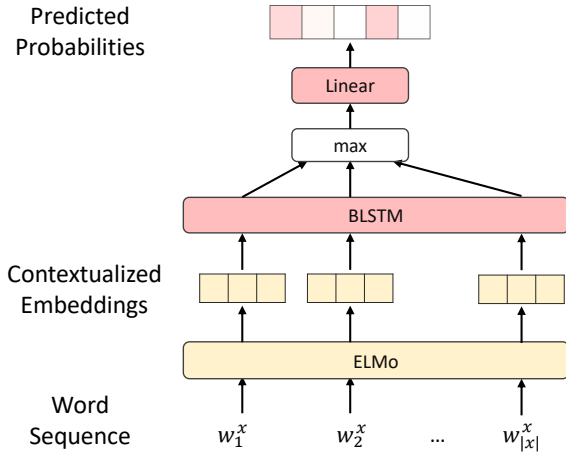 Predicted
Probabilities
Linear
max
BLSTM
Contextualized
Embeddings
ELMo
Word
Sequence
$w_1^x$ $w_2^x$ ... $w_{|x|}^x$